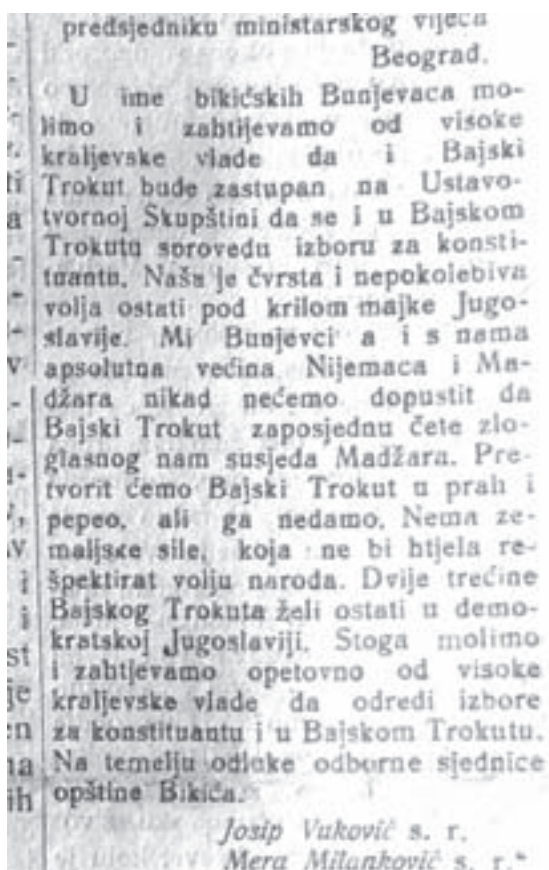 predsjedniku ministarskog vijeća
Beograd.
U ime bikićskih Bunjevaca mo-
limo i zahtijevamo od visoke
kraljevske vlade da i Bajski
Trokut bude zastupan na Ustavo-
tvornoj Skupštini da se i u Bajskom
Trokutu sprovedu izboru za konsti-
tuantu. Naša je čvrsta i nepokolebiva
volja ostati pod krilom majke Jugo-
slavije. Mi Bunjevci a i s nama
apsolutna većina Nijemaca i Ma-
džara nikad nećemo dopustit da
Bajski Trokut zaposjednu čete zlo-
glasnog nam susjeda Madžara. Pre-
tvorit ćemo Bajski Trokut u prah i
pepeo, ali ga nedamo. Nema ze-
maljske sile, koja ne bi htjela re-
špektirat volju naroda. Dvije trećine
Bajskog Trokuta želi ostati u demo-
kratskoj Jugoslaviji. Stoga molimo
i zahtjevamo opetovno od visoke
kraljevske vlade da odredi izbore
za konstituantu i u Bajskom Trokutu.
Na temelju odluke odborne sjednice
opštine Bikića.
Josip Vuković s. r.
Mera Milanković s. r.“